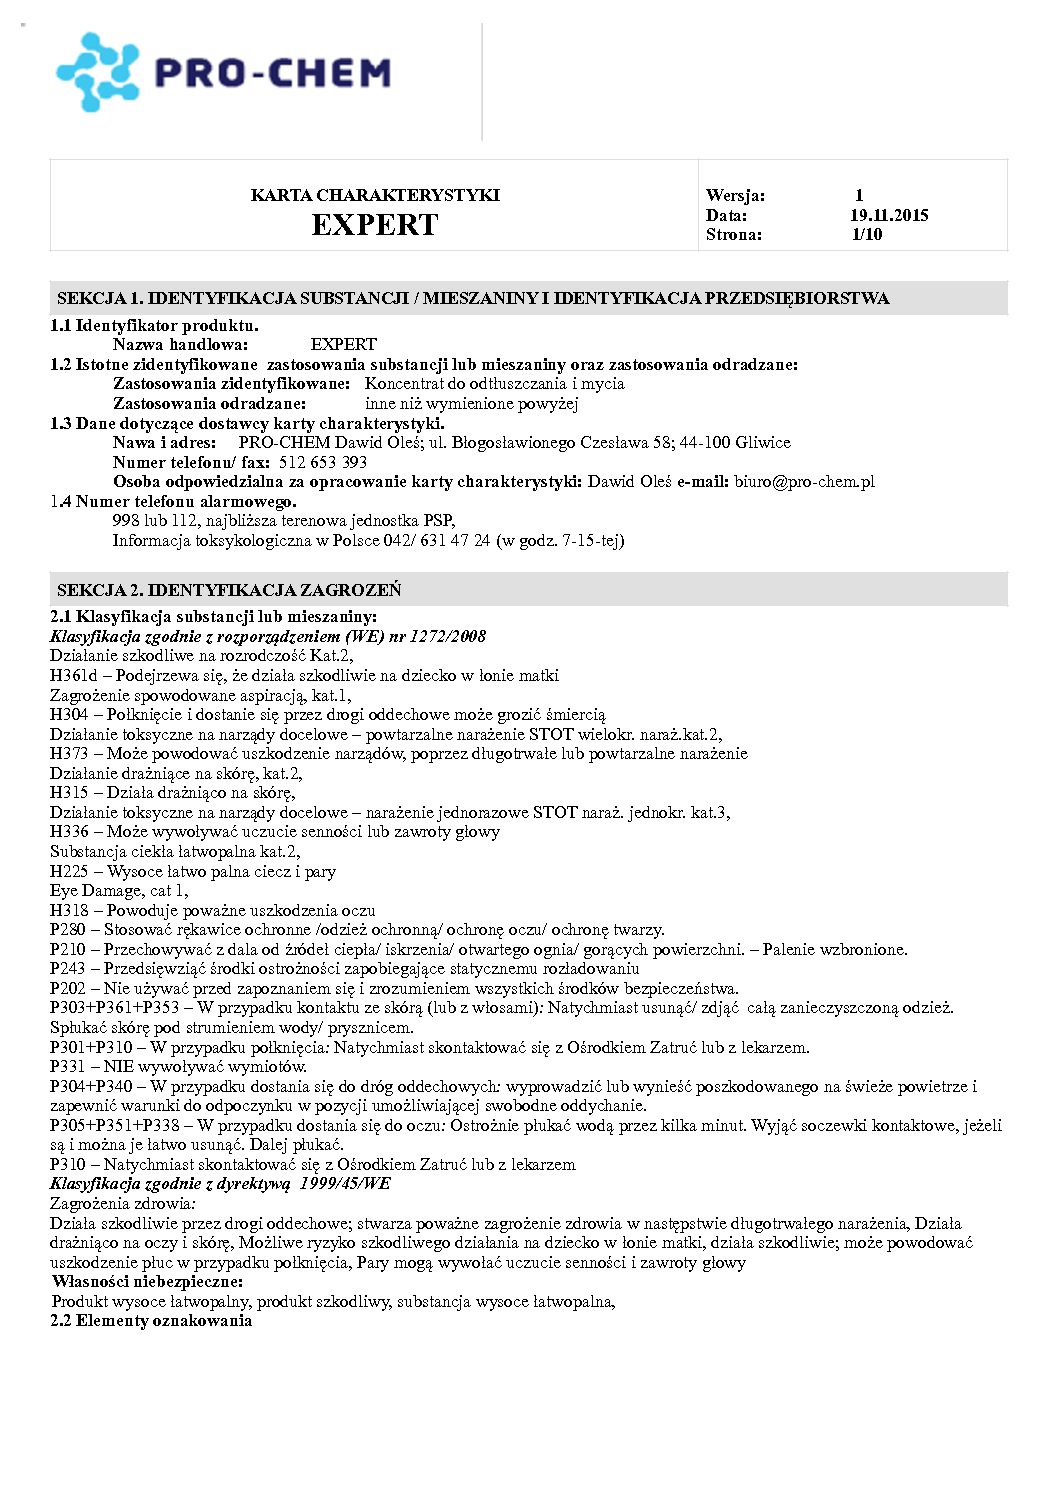 PRO-CHEM
KARTA CHARAKTERYSTYKI
EXPERT
Wersja: 1
Data: 19.11.2015
Strona: 1/10
SEKCJA 1. IDENTYFIKACJA SUBSTANCJI / MIESZANINY I IDENTYFIKACJA PRZEDSIĘBIORSTWA
1.1 Identyfikator produktu.
Nazwa handlowa: EXPERT
1.2 Istotne zidentyfikowane zastosowania substancji lub mieszaniny oraz zastosowania odradzane:
Zastosowania zidentyfikowane: Koncentrat do odtłuszczania i mycia
Zastosowania odradzane: inne niż wymienione powyżej
1.3 Dane dotyczące dostawcy karty charakterystyki.
Nawa i adres: PRO-CHEM Dawid Oleś; ul. Błogosławionego Czesława 58; 44-100 Gliwice
Numer telefonu/ fax: 512 653 393
Osoba odpowiedzialna za opracowanie karty charakterystyki: Dawid Oleś e-mail: biuro@pro-chem.pl
1.4 Numer telefonu alarmowego.
998 lub 112, najbliższa terenowa jednostka PSP,
Informacja toksykologiczna w Polsce 042/ 631 47 24 (w godz. 7-15-tej)
SEKCJA 2. IDENTYFIKACJA ZAGROZEŃ
2.1 Klasyfikacja substancji lub mieszaniny:
Klasyfikacja zgodnie z rozporządzeniem (WE) nr 1272/2008
Działanie szkodliwe na rozrodczość Kat.2,
H361d – Podejrzewa się, że działa szkodliwie na dziecko w łonie matki
Zagrożenie spowodowane aspiracją, kat.1,
H304 – Połknięcie i dostanie się przez drogi oddechowe może grozić śmiercią
Działanie toksyczne na narządy docelowe – powtarzalne narażenie STOT wielokr. naraż.kat.2,
H373 – Może powodować uszkodzenie narządów, poprzez długotrwałe lub powtarzalne narażenie
Działanie drażniące na skórę, kat.2,
H315 – Działa drażniąco na skórę,
Działanie toksyczne na narządy docelowe – narażenie jednorazowe STOT naraż. jednokr. kat.3,
H336 – Może wywoływać uczucie senności lub zawroty głowy
Substancja ciekła łatwopalna kat.2,
H225 – Wysoce łatwo palna ciecz i pary
Eye Damage, cat 1,
H318 – Powoduje poważne uszkodzenia oczu
P280 – Stosować rękawice ochronne /odzież ochronną/ ochronę oczu/ ochronę twarzy.
P210 – Przechowywać z dala od źródeł ciepła/ iskrzenia/ otwartego ognia/ gorących powierzchni. – Palenie wzbronione.
P243 – Przedsięwziąć środki ostrożności zapobiegające statycznemu rozładowaniu
P202 – Nie używać przed zapoznaniem się i zrozumieniem wszystkich środków bezpieczeństwa.
P303+P361+P353 – W przypadku kontaktu ze skórą (lub z włosami): Natychmiast usunąć/ zdjąć całą zanieczyszczoną odzież.
Spłukać skórę pod strumieniem wody/ prysznicem.
P301+P310 – W przypadku połknięcia: Natychmiast skontaktować się z Ośrodkiem Zatruć lub z lekarzem.
P331 – NIE wywoływać wymiotów.
P304+P340 – W przypadku dostania się do dróg oddechowych: wyprowadzić lub wynieść poszkodowanego na świeże powietrze i
zapewnić warunki do odpoczynku w pozycji umożliwiającej swobodne oddychanie.
P305+P351+P338 – W przypadku dostania się do oczu: Ostrożnie płukać wodą przez kilka minut. Wyjąć soczewki kontaktowe, jeżeli
są i można je łatwo usunąć. Dalej płukać.
P310 – Natychmiast skontaktować się z Ośrodkiem Zatruć lub z lekarzem
Klasyfikacja zgodnie z dyrektywą 1999/45/WE
Zagrożenia zdrowia:
Działa szkodliwie przez drogi oddechowe; stwarza poważne zagrożenie zdrowia w następstwie długotrwałego narażenia, Działa
drażniąco na oczy i skórę, Możliwe ryzyko szkodliwego działania na dziecko w łonie matki, działa szkodliwie; może powodować
uszkodzenie płuc w przypadku połknięcia, Pary mogą wywołać uczucie senności i zawroty głowy
Własności niebezpieczne:
Produkt wysoce łatwopalny, produkt szkodliwy, substancja wysoce łatwopalna,
2.2 Elementy oznakowania